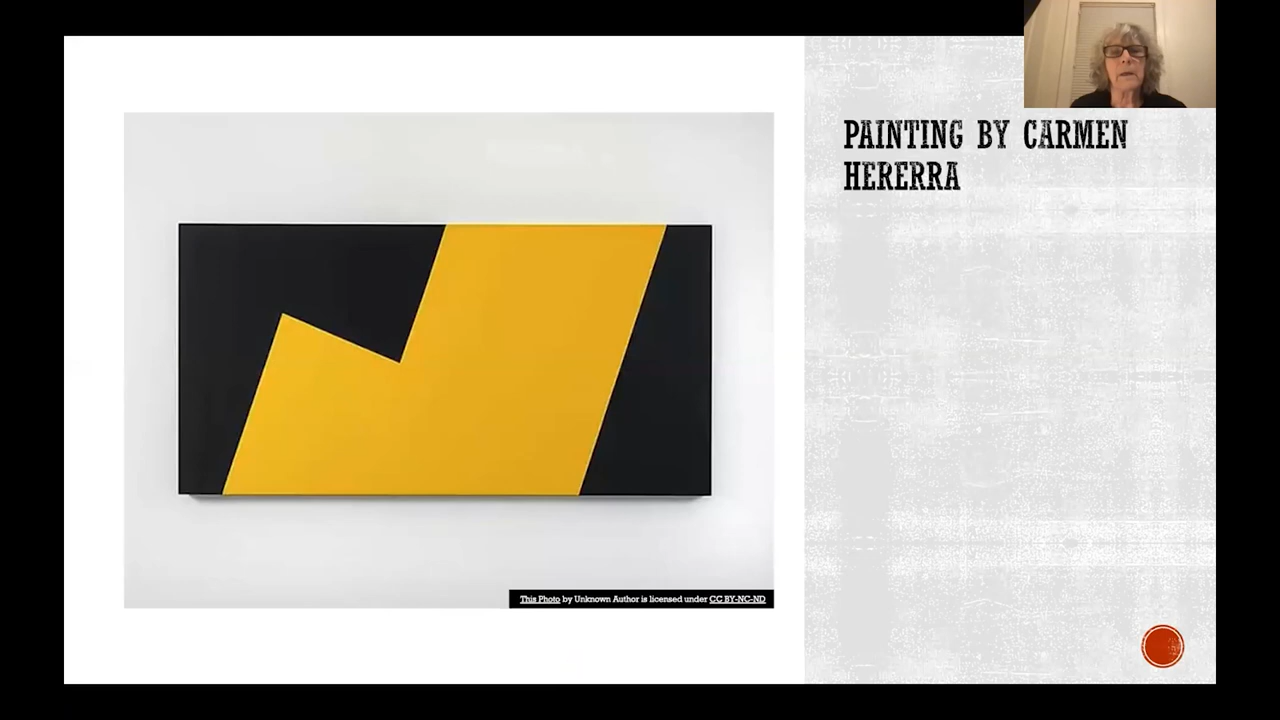 PAINTING BY CARMEN
HERERRA
This Photo by Unknown Author is licensed under CC BY-NC-ND